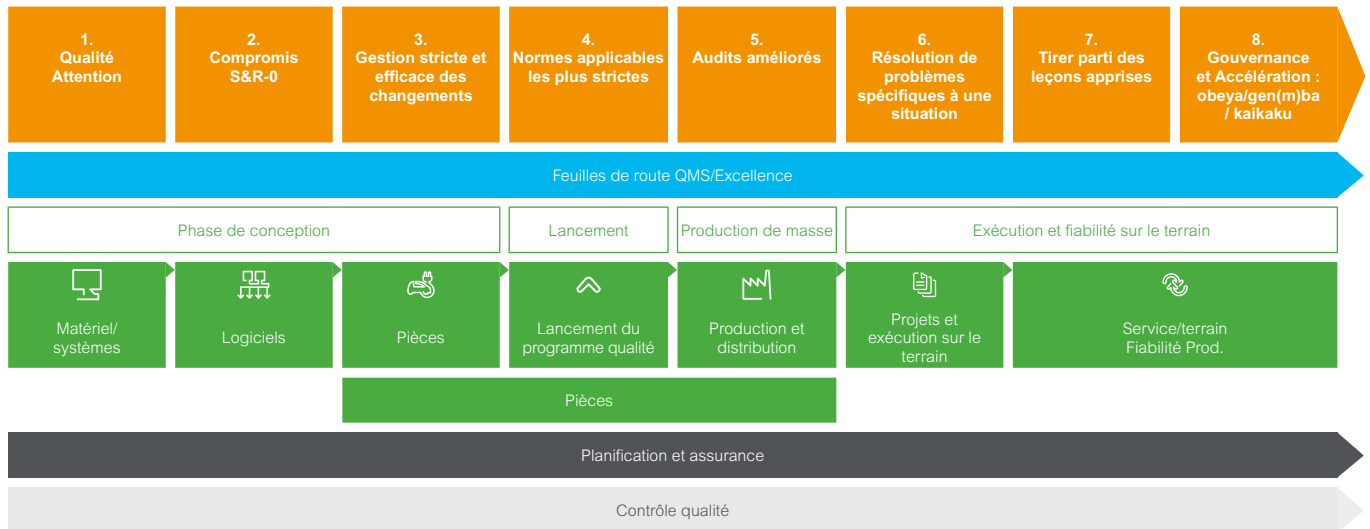 1.
Qualité
Attention
2.
Compromis
S&R-0
3.
Gestion stricte et
efficace des
changements
4.
Normes applicables
les plus strictes
5.
Audits améliorés
6.
Résolution de
problèmes
spécifiques à une
situation
7.
Tirer parti des
leçons apprises
8.
Gouvernance
et Accélération :
obeya/gen(m)ba
/ kaikaku
Feuilles de route QMS/Excellence
Phase de conception
Lancement
Production de masse
Exécution et fiabilité sur le terrain
Matériel/
systèmes
Logiciels
Pièces
Lancement du
programme qualité
Production et
distribution
Projets et
exécution sur le
terrain
Service/terrain
Fiabilité Prod.
Pièces
Planification et assurance
Contrôle qualité